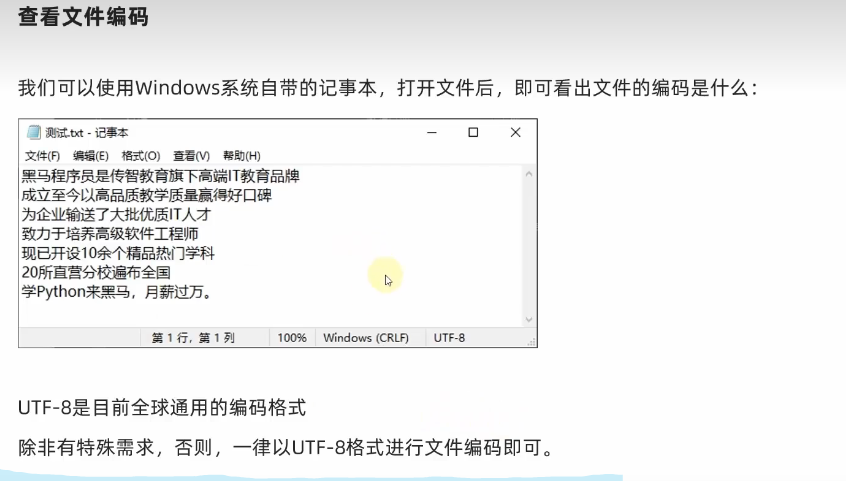 查看文件编码
我们可以使用Windows系统自带的记事本，打开文件后，即可看出文件的编码是什么：
测试.txt - 记事本
文件(F) 编辑(E) 格式(O) 查看(V) 帮助(H)
黑马程序员是传智教育旗下高端IT教育品牌
成立至今以高品质教学质量赢得好口碑
为企业输送了大批优质IT人才
致力于培养高级软件工程师
现已开设10余个精品热门学科
20所直营分校遍布全国
学Python来黑马，月薪过万。
第 1 行，第 1 列 100% Windows (CRLF) UTF-8
UTF-8是目前全球通用的编码格式
除非有特殊需求，否则，一律以UTF-8格式进行文件编码即可。